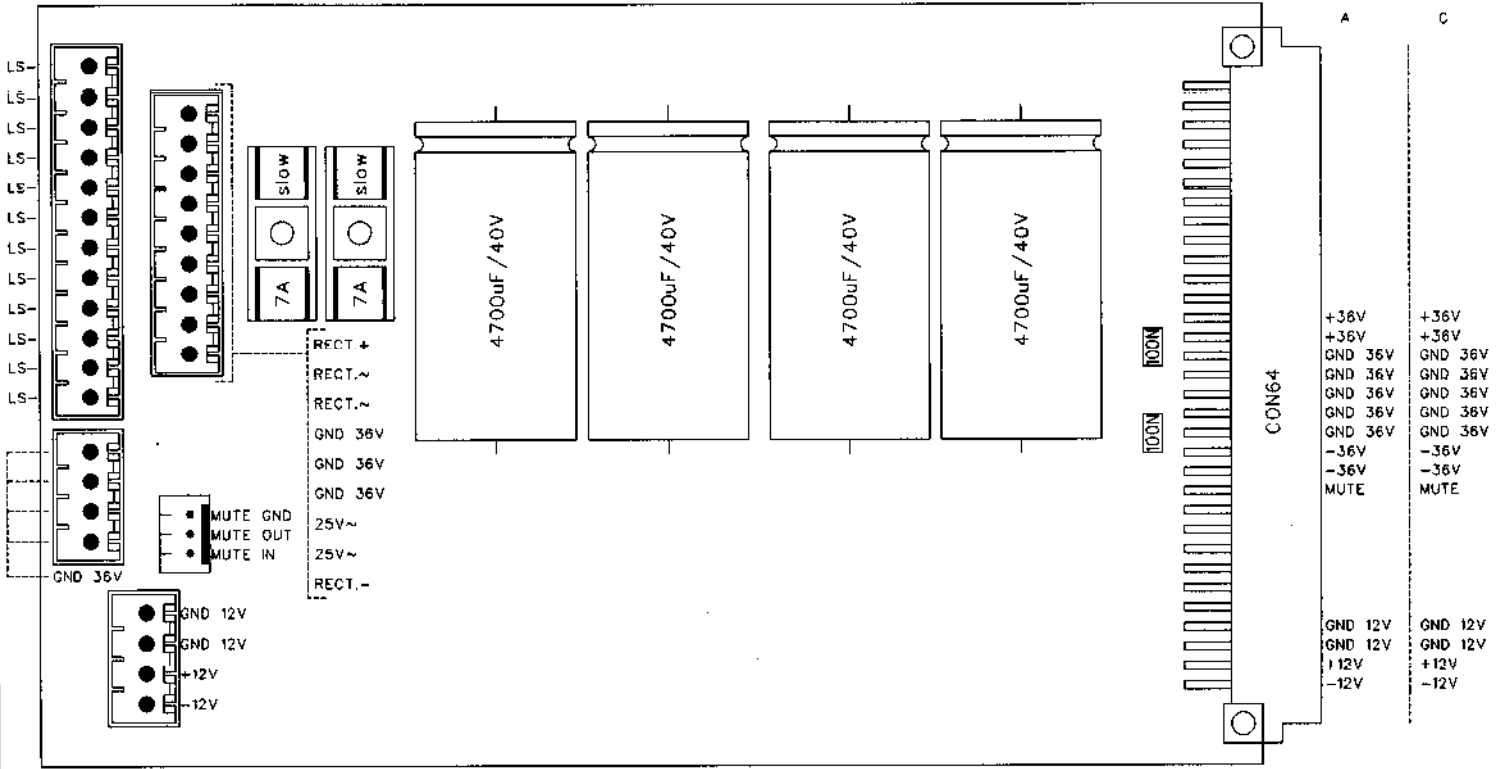 A C
LS-
LS-
LS-
LS-
LS-
LS-
LS-
LS-
LS-
LS-
LS-
LS-
slow
7A
slow
7A
4700uF/40V
4700uF/40V
4700uF/40V
4700uF/40V
RECT.+
RECT.~
RECT.~
GND 36V
GND 36V
GND 36V
25V~
25V~
RECT.-
MUTE GND
MUTE OUT
MUTE IN
GND 36V
GND 12V
GND 12V
+12V
-12V
100N
100N
CON64
+36V +36V
+36V +36V
GND 36V GND 36V
GND 36V GND 36V
GND 36V GND 36V
GND 36V GND 36V
GND 36V GND 36V
-36V -36V
-36V -36V
MUTE MUTE
GND 12V GND 12V
GND 12V GND 12V
+12V +12V
-12V -12V